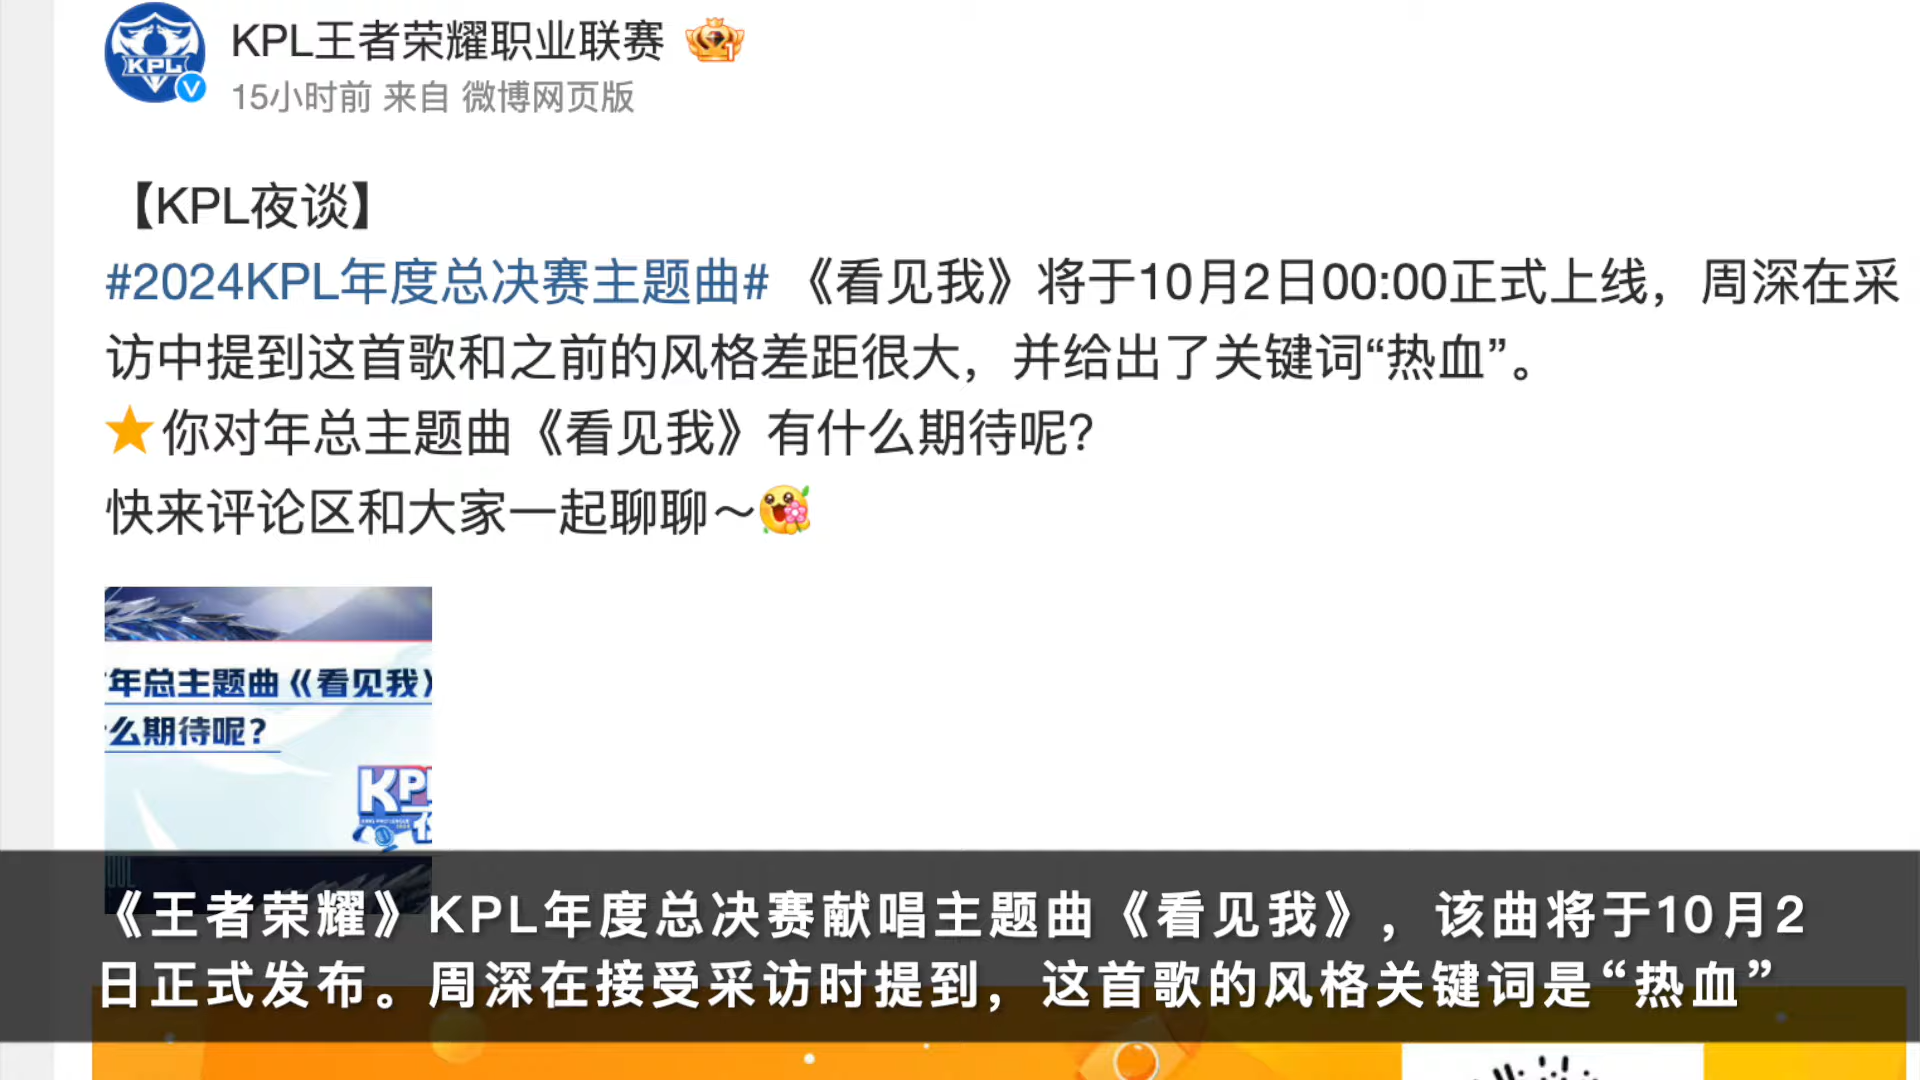 KPL
KPL王者荣耀职业联赛
15小时前 来自 微博网页版
【KPL夜谈】
#2024KPL年度总决赛主题曲# 《看见我》将于10月2日00:00正式上线，周深在采
访中提到这首歌和之前的风格差距很大，并给出了关键词“热血”。
你对年总主题曲《看见我》有什么期待呢？
快来评论区和大家一起聊聊～
年总主题曲《看见我》
么期待呢？
KPL
《王者荣耀》KPL年度总决赛献唱主题曲《看见我》，该曲将于10月2
日正式发布。周深在接受采访时提到，这首歌的风格关键词是“热血”